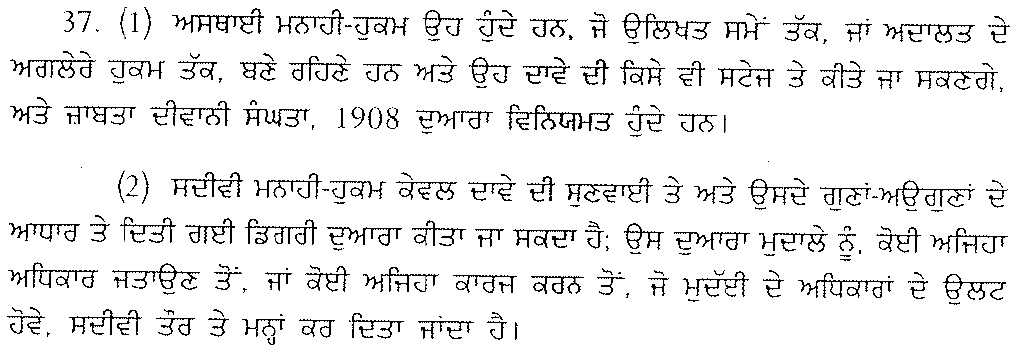 37. (1) ਅਸਥਾਈ ਮਨਾਹੀ-ਹੁਕਮ ਉਹ ਹੁੰਦੇ ਹਨ, ਜੋ ਉਲਿਖਤ ਸਮੇਂ ਤੱਕ, ਜਾਂ ਅਦਾਲਤ ਦੇ
ਅਗਲੇਰੇ ਹੁਕਮ ਤੱਕ, ਬਣੇ ਰਹਿਣੇ ਹਨ ਅਤੇ ਉਹ ਦਾਵੇ ਦੀ ਕਿਸੇ ਵੀ ਸਟੇਜ ਤੇ ਕੀਤੇ ਜਾ ਸਕਣਗੇ,
ਅਤੇ ਜ਼ਾਬਤਾ ਦੀਵਾਨੀ ਸੰਘਤਾ, 1908 ਦੁਆਰਾ ਵਿਨਿਯਮਤ ਹੁੰਦੇ ਹਨ।
(2) ਸਦੀਵੀ ਮਨਾਹੀ-ਹੁਕਮ ਕੇਵਲ ਦਾਵੇ ਦੀ ਸੁਣਵਾਈ ਤੇ ਅਤੇ ਉਸਦੇ ਗੁਣਾਂ-ਅਉਗੁਣਾਂ ਦੇ
ਆਧਾਰ ਤੇ ਦਿਤੀ ਗਈ ਡਿਗਰੀ ਦੁਆਰਾ ਕੀਤਾ ਜਾ ਸਕਦਾ ਹੈ; ਉਸ ਦੁਆਰਾ ਮੁਦਾਲੇ ਨੂੰ, ਕੋਈ ਅਜਿਹਾ
ਅਧਿਕਾਰ ਜਤਾਉਣ ਤੋਂ, ਜਾਂ ਕੋਈ ਅਜਿਹਾ ਕਾਰਜ ਕਰਨ ਤੋਂ, ਜੋ ਮੁਦੱਈ ਦੇ ਅਧਿਕਾਰਾਂ ਦੇ ਉਲਟ
ਹੋਵੇ, ਸਦੀਵੀ ਤੌਰ ਤੇ ਮਨ੍ਹਾਂ ਕਰ ਦਿਤਾ ਜਾਂਦਾ ਹੈ।